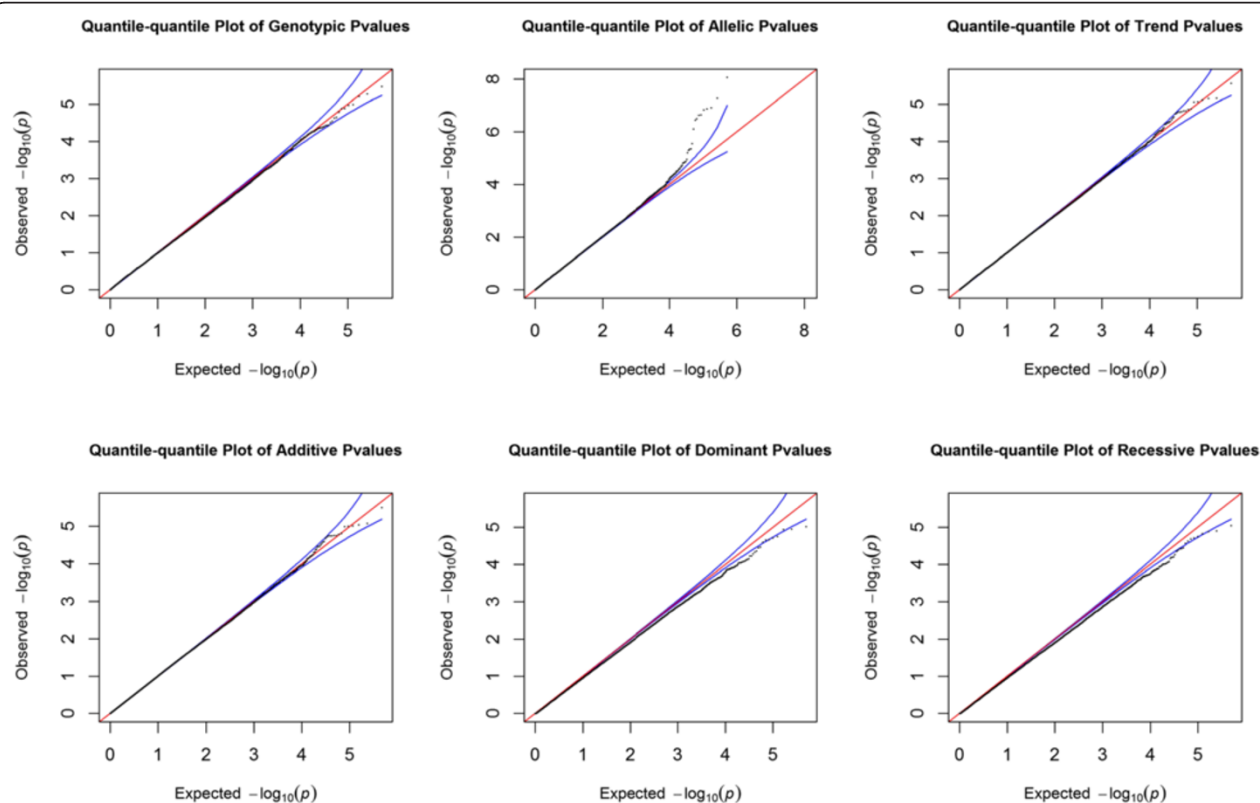 Quantile-quantile Plot of Genotypic Pvalues
Observed −log10(p)
5
4
3
2
1
0
0 1 2 3 4 5
Expected −log10(p)
Quantile-quantile Plot of Allelic Pvalues
Observed −log10(p)
8
6
4
2
0
0 2 4 6 8
Expected −log10(p)
Quantile-quantile Plot of Trend Pvalues
Observed −log10(p)
5
4
3
2
1
0
0 1 2 3 4 5
Expected −log10(p)
Quantile-quantile Plot of Additive Pvalues
Observed −log10(p)
5
4
3
2
1
0
0 1 2 3 4 5
Expected −log10(p)
Quantile-quantile Plot of Dominant Pvalues
Observed −log10(p)
5
4
3
2
1
0
0 1 2 3 4 5
Expected −log10(p)
Quantile-quantile Plot of Recessive Pvalues
Observed −log10(p)
5
4
3
2
1
0
0 1 2 3 4 5
Expected −log10(p)